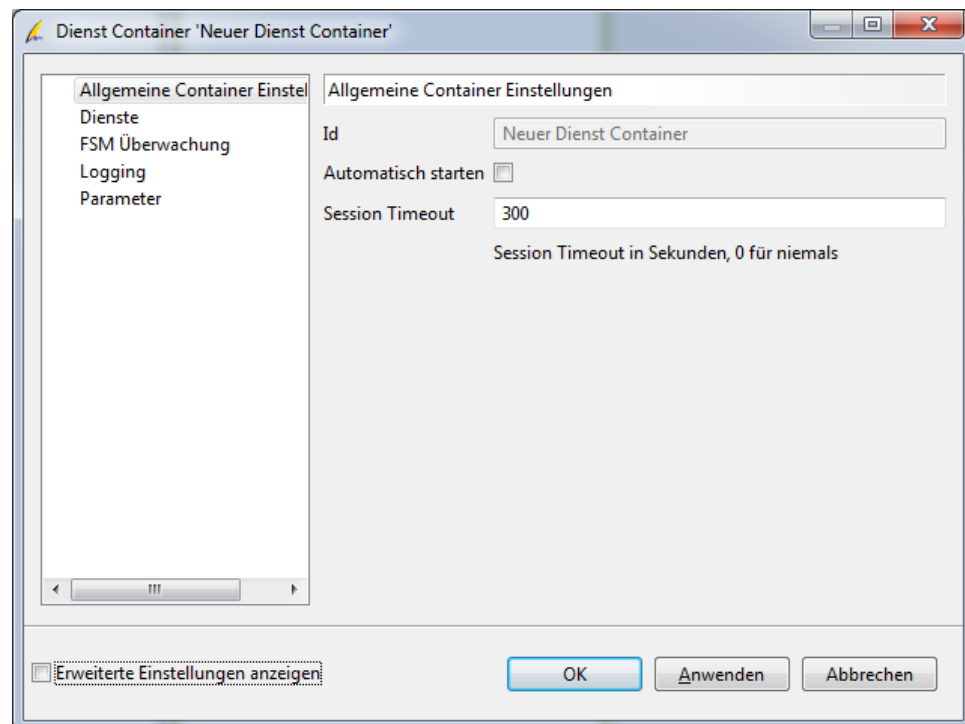 Dienst Container 'Neuer Dienst Container'
Allgemeine Container Einstel
Dienste
FSM Überwachung
Logging
Parameter
Allgemeine Container Einstellungen
Id Neuer Dienst Container
Automatisch starten
Session Timeout 300
Session Timeout in Sekunden, 0 für niemals
Erweiterte Einstellungen anzeigen
OK Anwenden Abbrechen